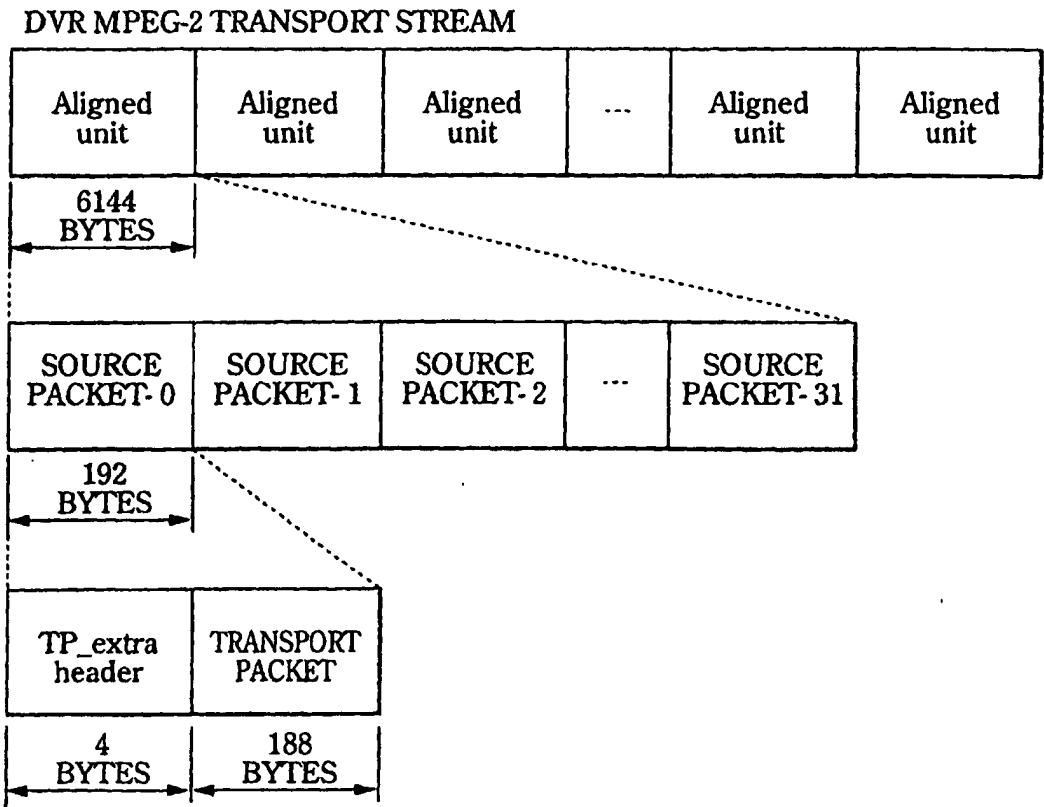 DVR MPEG-2 TRANSPORT STREAM
Aligned
unit
Aligned
unit
Aligned
unit
...
Aligned
unit
Aligned
unit
6144
BYTES
SOURCE
PACKET-0
SOURCE
PACKET-1
SOURCE
PACKET-2
...
SOURCE
PACKET-31
192
BYTES
TP_extra
header
TRANSPORT
PACKET
4
BYTES
188
BYTES